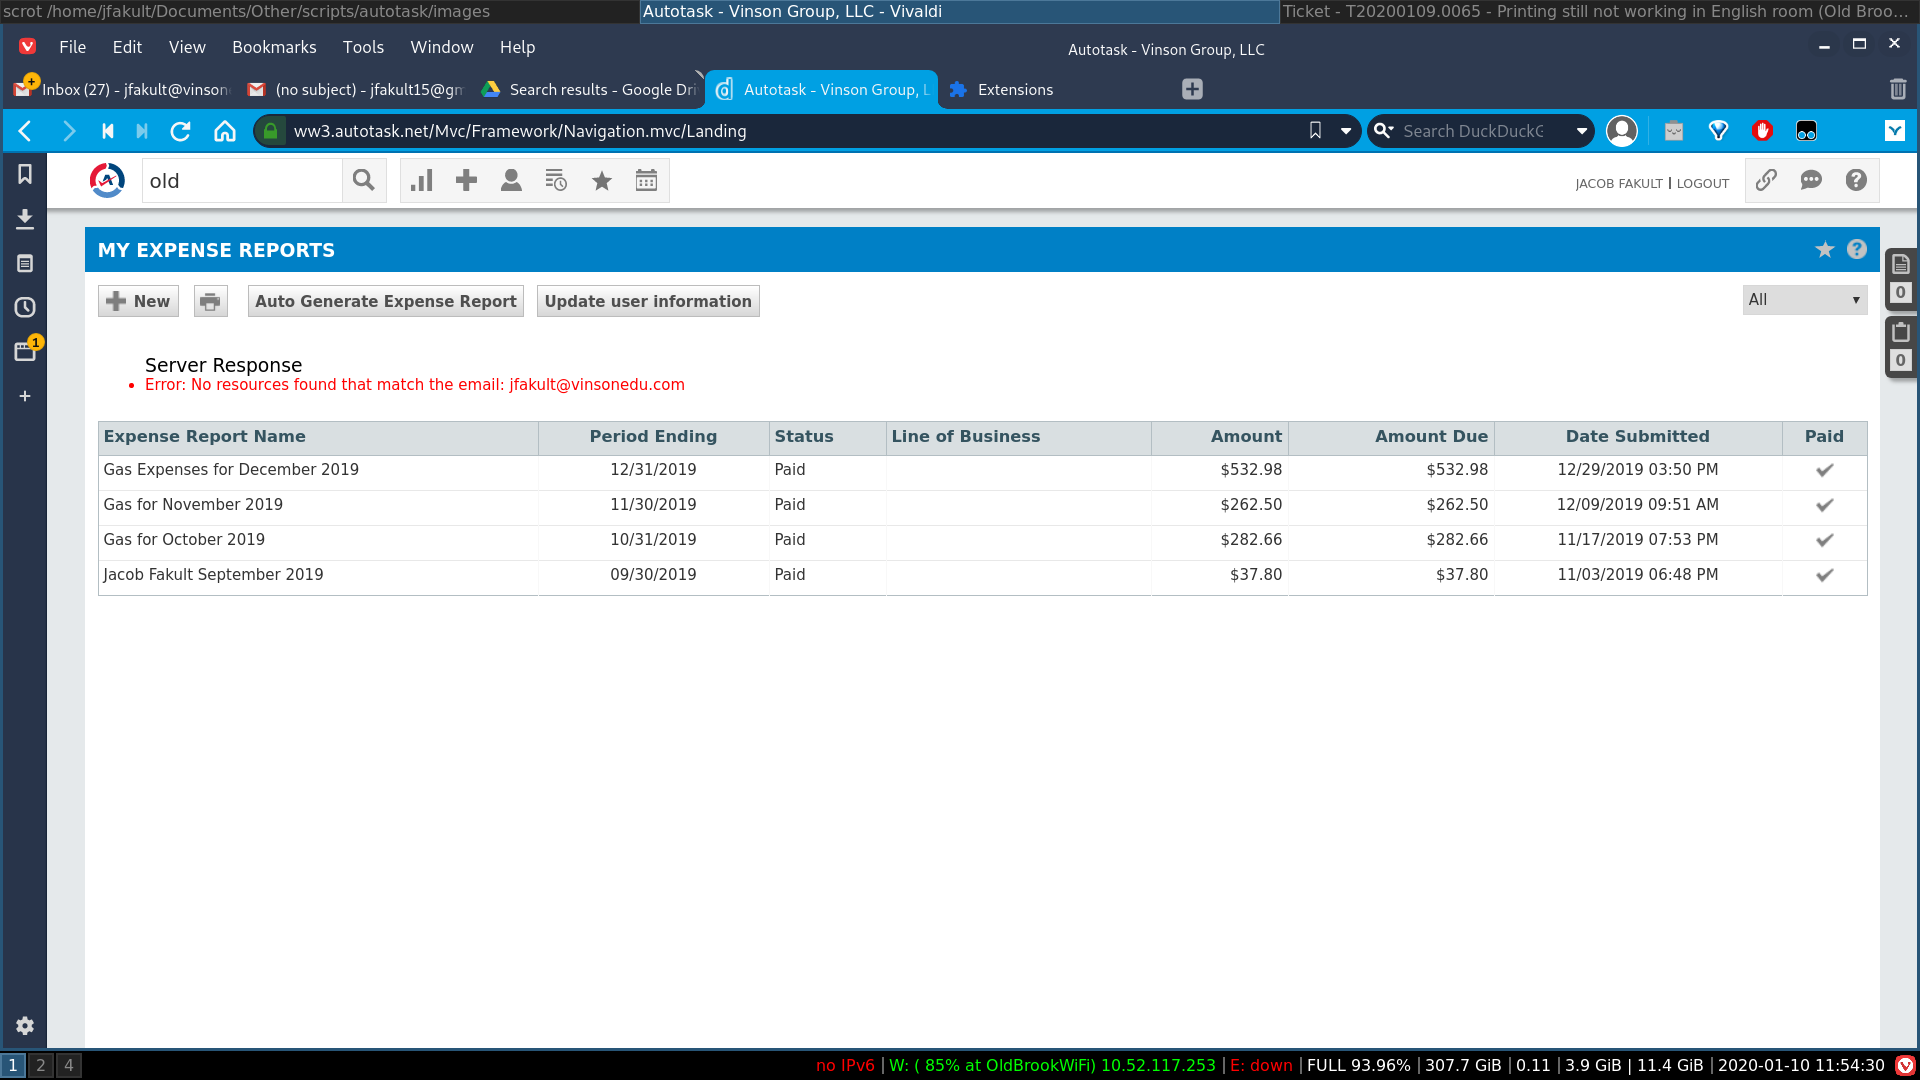 scrot /home/jfakult/Documents/Other/scripts/autotask/images
Autotask - Vinson Group, LLC - Vivaldi
Ticket - T20200109.0065 - Printing still not working in English room (Old Broo...
File Edit View Bookmarks Tools Window Help
Autotask - Vinson Group, LLC
Inbox (27) - jfakult@vinson
(no subject) - jfakult15@gm
Search results - Google Dri
Autotask - Vinson Group, L
Extensions
ww3.autotask.net/Mvc/Framework/Navigation.mvc/Landing
Search DuckDuckG
old
JACOB FAKULT | LOGOUT
MY EXPENSE REPORTS
New
Auto Generate Expense Report
Update user information
All
0
1
0
Server Response
Error: No resources found that match the email: jfakult@vinsonedu.com
Expense Report Name Period Ending Status Line of Business Amount Amount Due Date Submitted Paid
Gas Expenses for December 2019 12/31/2019 Paid $532.98 $532.98 12/29/2019 03:50 PM
Gas for November 2019 11/30/2019 Paid $262.50 $262.50 12/09/2019 09:51 AM
Gas for October 2019 10/31/2019 Paid $282.66 $282.66 11/17/2019 07:53 PM
Jacob Fakult September 2019 09/30/2019 Paid $37.80 $37.80 11/03/2019 06:48 PM
1 2 4
no IPv6 | W: ( 85% at OldBrookWiFi) 10.52.117.253 | E: down | FULL 93.96% | 307.7 GiB | 0.11 | 3.9 GiB | 11.4 GiB | 2020-01-10 11:54:30